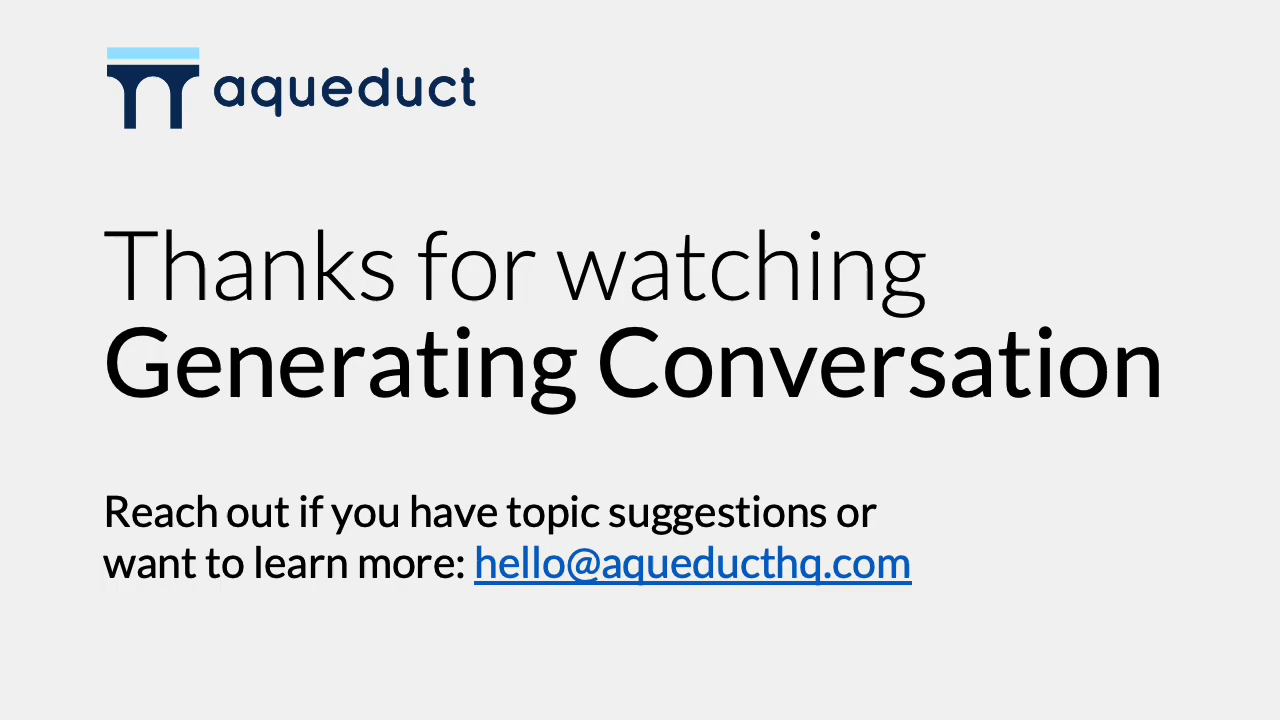 aqueduct
Thanks for watching
Generating Conversation
Reach out if you have topic suggestions or
want to learn more: hello@aqueducthq.com